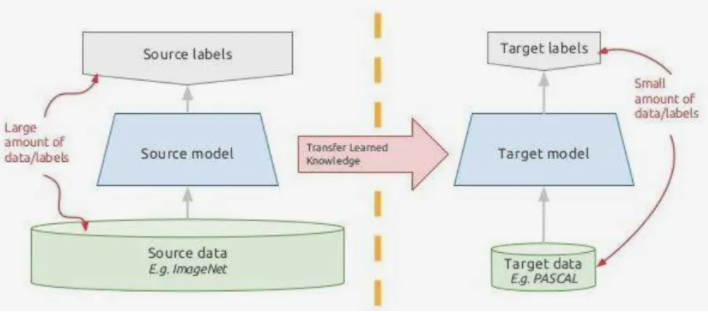 Source labels
Target labels
Large
amount of
data/labels
Small
amount of
data/labels
Source model
Transfer Learned
Knowledge
Target model
Source data
E.g. ImageNet
Target data
E.g. PASCAL